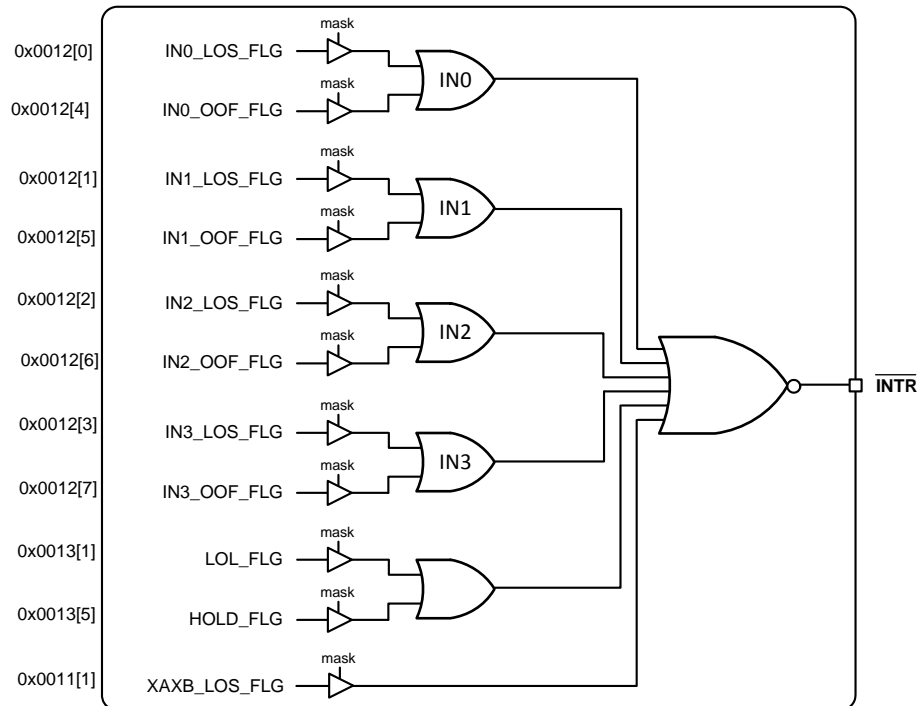 mask
0x0012[0] IN0_LOS_FLG
IN0
mask
0x0012[4] IN0_OOF_FLG
mask
0x0012[1] IN1_LOS_FLG
IN1
mask
0x0012[5] IN1_OOF_FLG
mask
0x0012[2] IN2_LOS_FLG
IN2
mask
0x0012[6] IN2_OOF_FLG
INTR
mask
0x0012[3] IN3_LOS_FLG
IN3
mask
0x0012[7] IN3_OOF_FLG
mask
0x0013[1] LOL_FLG
mask
0x0013[5] HOLD_FLG
mask
0x0011[1] XAXB_LOS_FLG